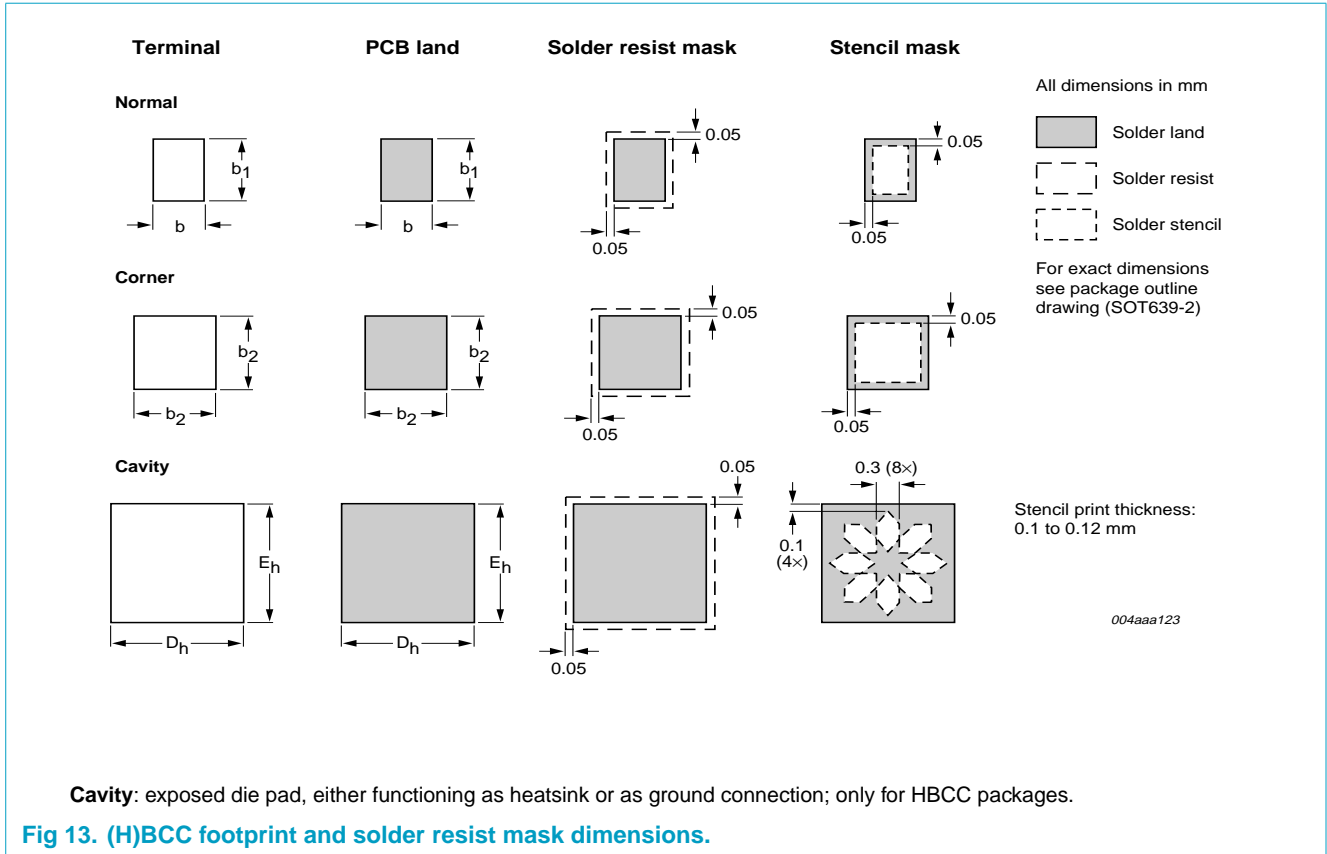 Terminal PCB land Solder resist mask Stencil mask
All dimensions in mm
Solder land
Solder resist
Solder stencil
For exact dimensions
see package outline
drawing (SOT639-2)
Normal
b1
b
b1
b
0.05
0.05
0.05
0.05
Corner
b2
b2
b2
b2
0.05
0.05
0.05
0.05
Cavity
Eh
Dh
Eh
Dh
0.05
0.05
0.3 (8×)
0.1
(4×)
Stencil print thickness:
0.1 to 0.12 mm
004aaa123
Cavity: exposed die pad, either functioning as heatsink or as ground connection; only for HBCC packages.
Fig 13. (H)BCC footprint and solder resist mask dimensions.